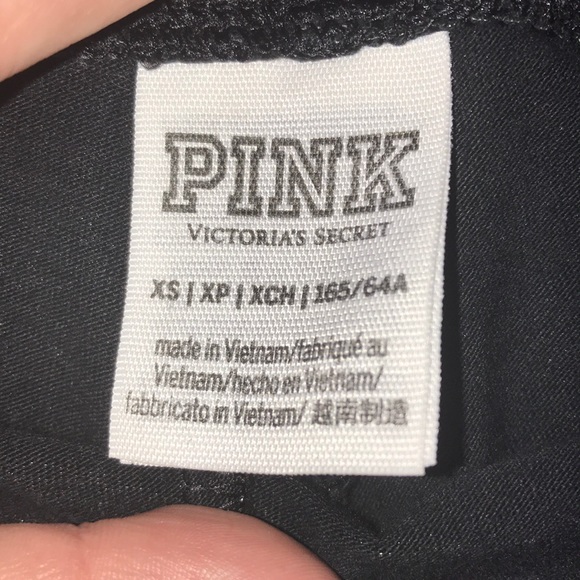 PINK
VICTORIA'S SECRET
XS | XP | XCH | 165/64A
made in Vietnam/fabriqué au
Vietnam/hecho en Vietnam/
fabbricato in Vietnam/ 越南制造